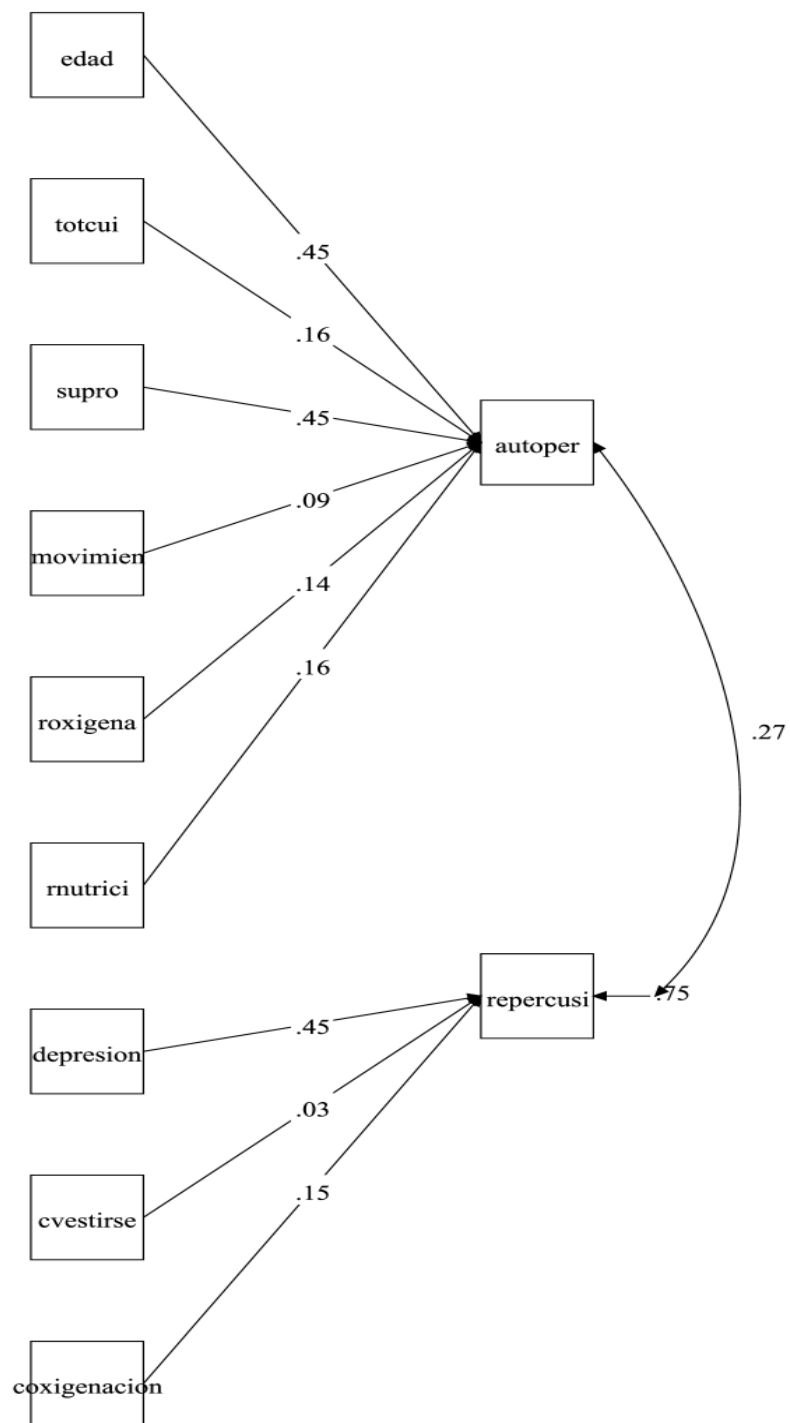 edad
totcui
.45
.16
supro
.45
autoper
.09
movimien
.14
.16
roxigena
.27
rnutrici
repercusi
.75
.45
depresion
.03
.15
cvestirse
coxigenación